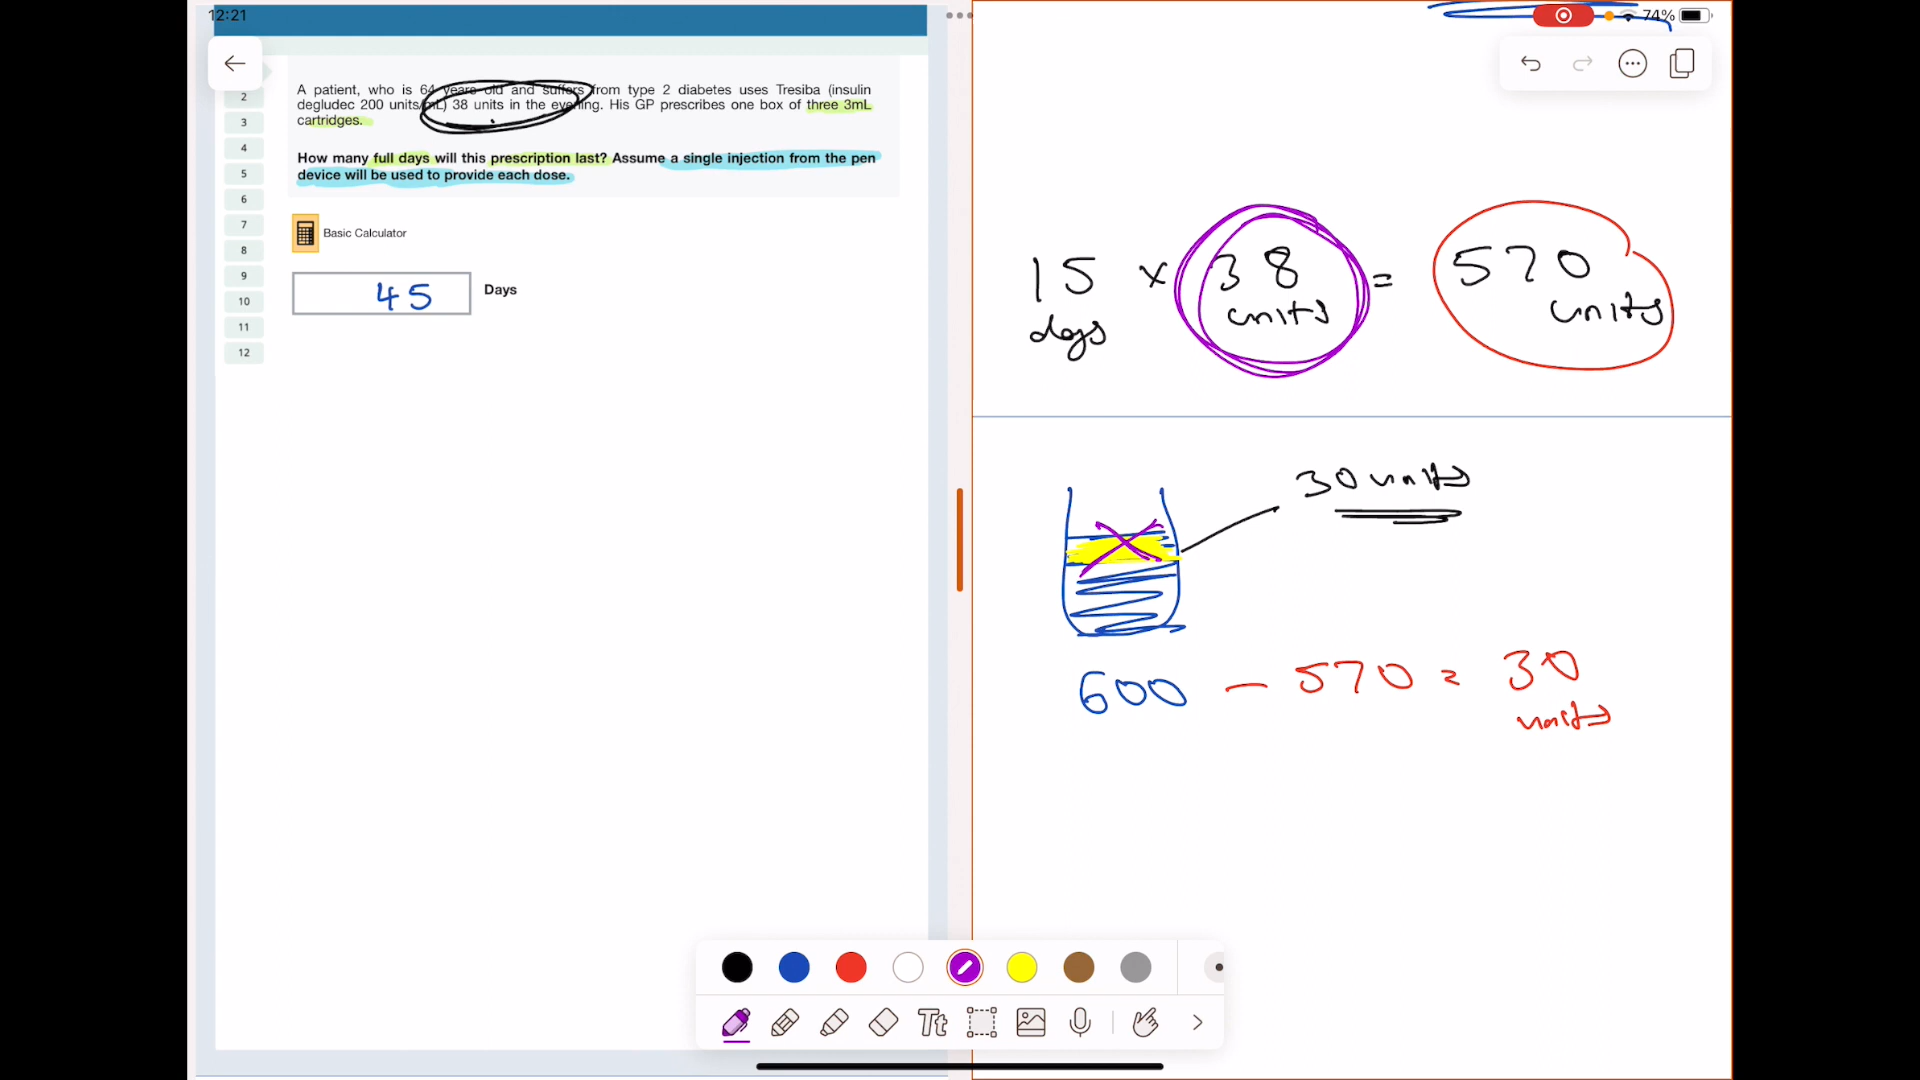 12:21
74%
A patient, who is 64 years old and suffers from type 2 diabetes uses Tresiba (insulin
degludec 200 units/mL) 38 units in the evening. His GP prescribes one box of three 3mL
cartridges.
How many full days will this prescription last? Assume a single injection from the pen
device will be used to provide each dose.
2
3
4
5
6
7
8
9
10
11
12
Basic Calculator
45 Days
15 × 38 = 570
days units units
30 units
600 - 570 = 30
units
Tt